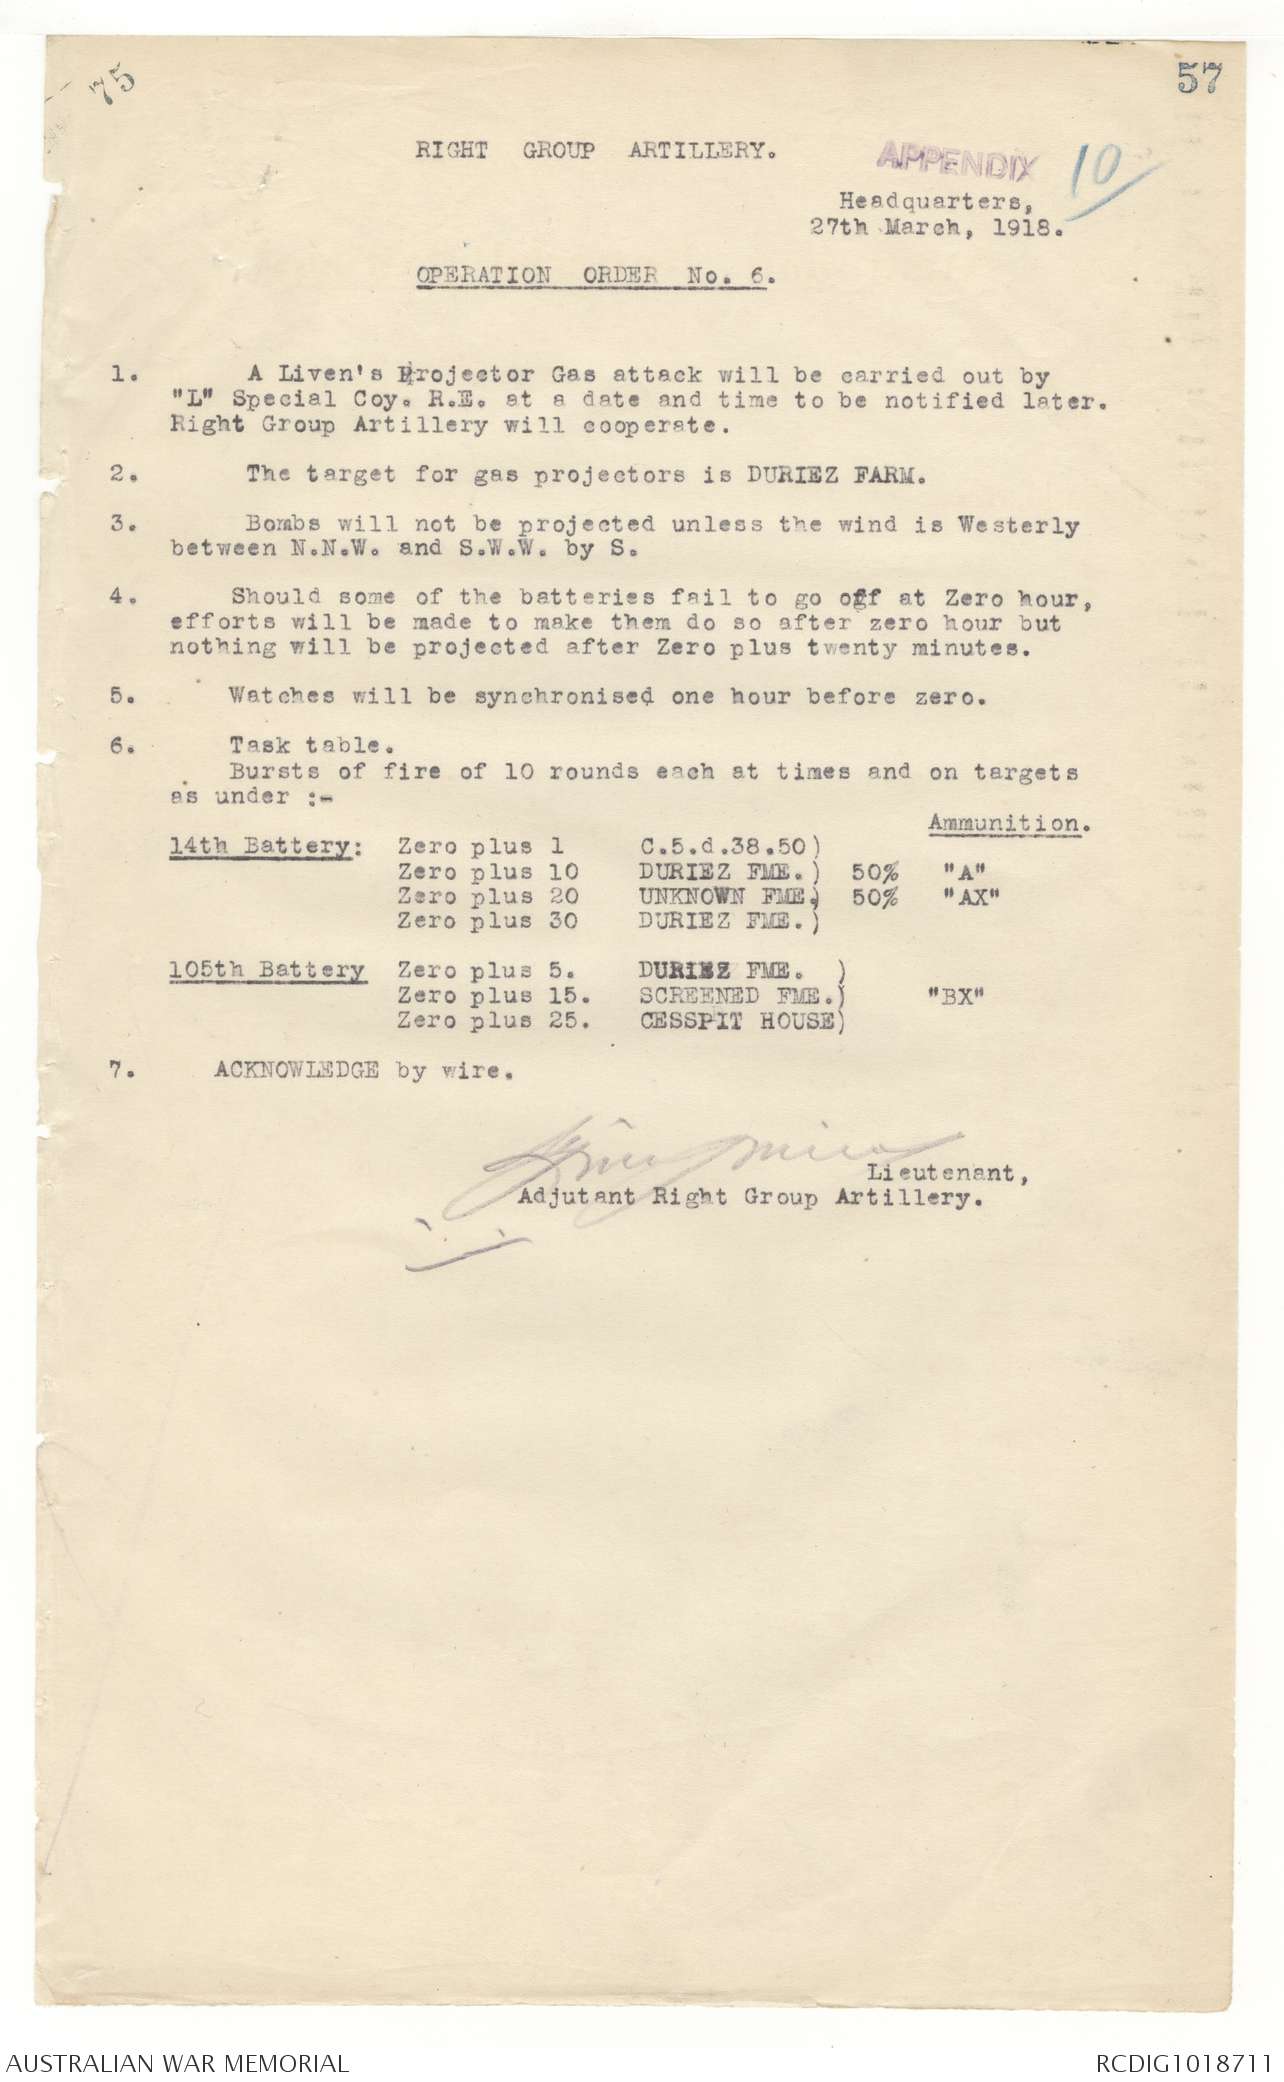 75
57
RIGHT GROUP ARTILLERY.
APPENDIX 10
Headquarters,
27th March, 1918.
OPERATION ORDER No. 6.
1. A Liven's Projector Gas attack will be carried out by
"L" Special Coy. R.E. at a date and time to be notified later.
Right Group Artillery will cooperate.
2. The target for gas projectors is DURIEZ FARM.
3. Bombs will not be projected unless the wind is Westerly
between N.N.W. and S.W.W. by S.
4. Should some of the batteries fail to go off at Zero hour,
efforts will be made to make them do so after zero hour but
nothing will be projected after Zero plus twenty minutes.
5. Watches will be synchronised one hour before zero.
6. Task table.
Bursts of fire of 10 rounds each at times and on targets
as under :-
Ammunition.
14th Battery: Zero plus 1 C.5.d.38.50)
Zero plus 10 DURIEZ FME.) 50% "A"
Zero plus 20 UNKNOWN FME.) 50% "AX"
Zero plus 30 DURIEZ FME.)
105th Battery Zero plus 5. DURIEZ FME. )
Zero plus 15. SCREENED FME.) "BX"
Zero plus 25. CESSPIT HOUSE)
7. ACKNOWLEDGE by wire.
Lieutenant,
Adjutant Right Group Artillery.
AUSTRALIAN WAR MEMORIAL
RCDIG1018711